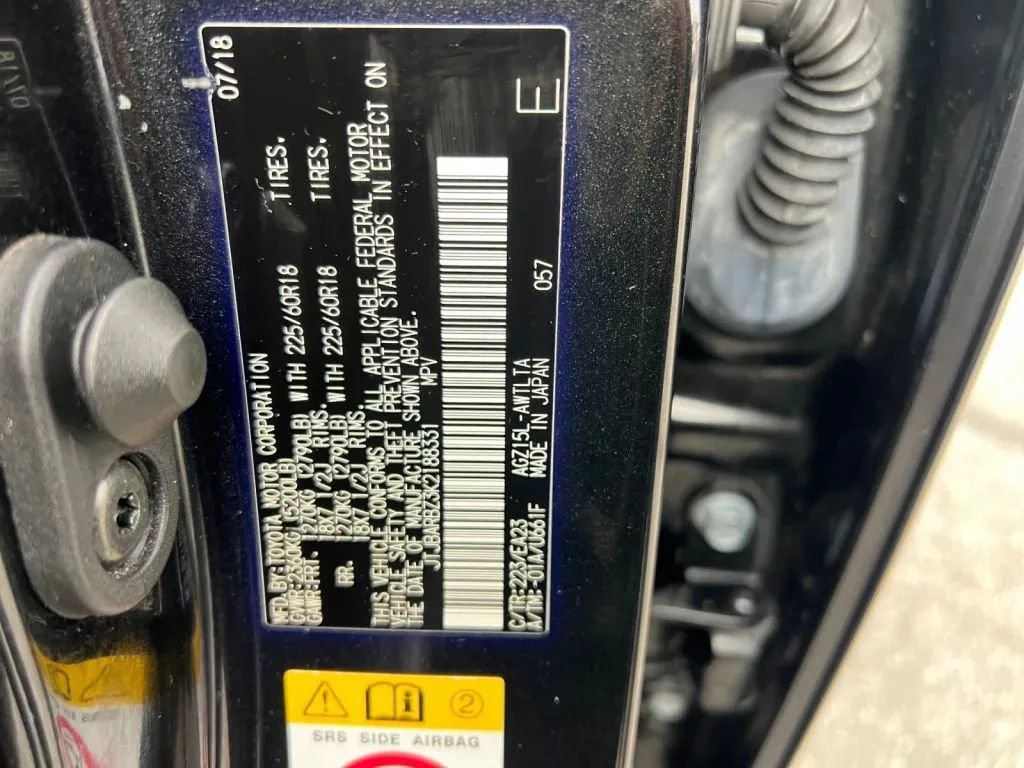 MFD.BY:TOYOTA MOTOR CORPORATION 07/18
GVWR:2360KG( 5200LB)
GAWR:FRT. 1270KG (2790LB) WITH 225/60R18 TIRES.
18X7 1/2J RIMS.
RR. 1270KG (2790LB) WITH 225/60R18 TIRES.
18X7 1/2J RIMS.
THIS VEHICLE CONFORMS TO ALL APPLICABLE FEDERAL MOTOR
VEHICLE SAFETY AND THEFT PREVENTION STANDARDS IN EFFECT ON
THE DATE OF MANUFACTURE SHOWN ABOVE.
JTJBARBZ3K2188331 MPV
C/TR:223/EA23 AGZ15L-AWTLTA 057 E
A/TM:-01A/U661F MADE IN JAPAN
2
SRS SIDE AIRBAG